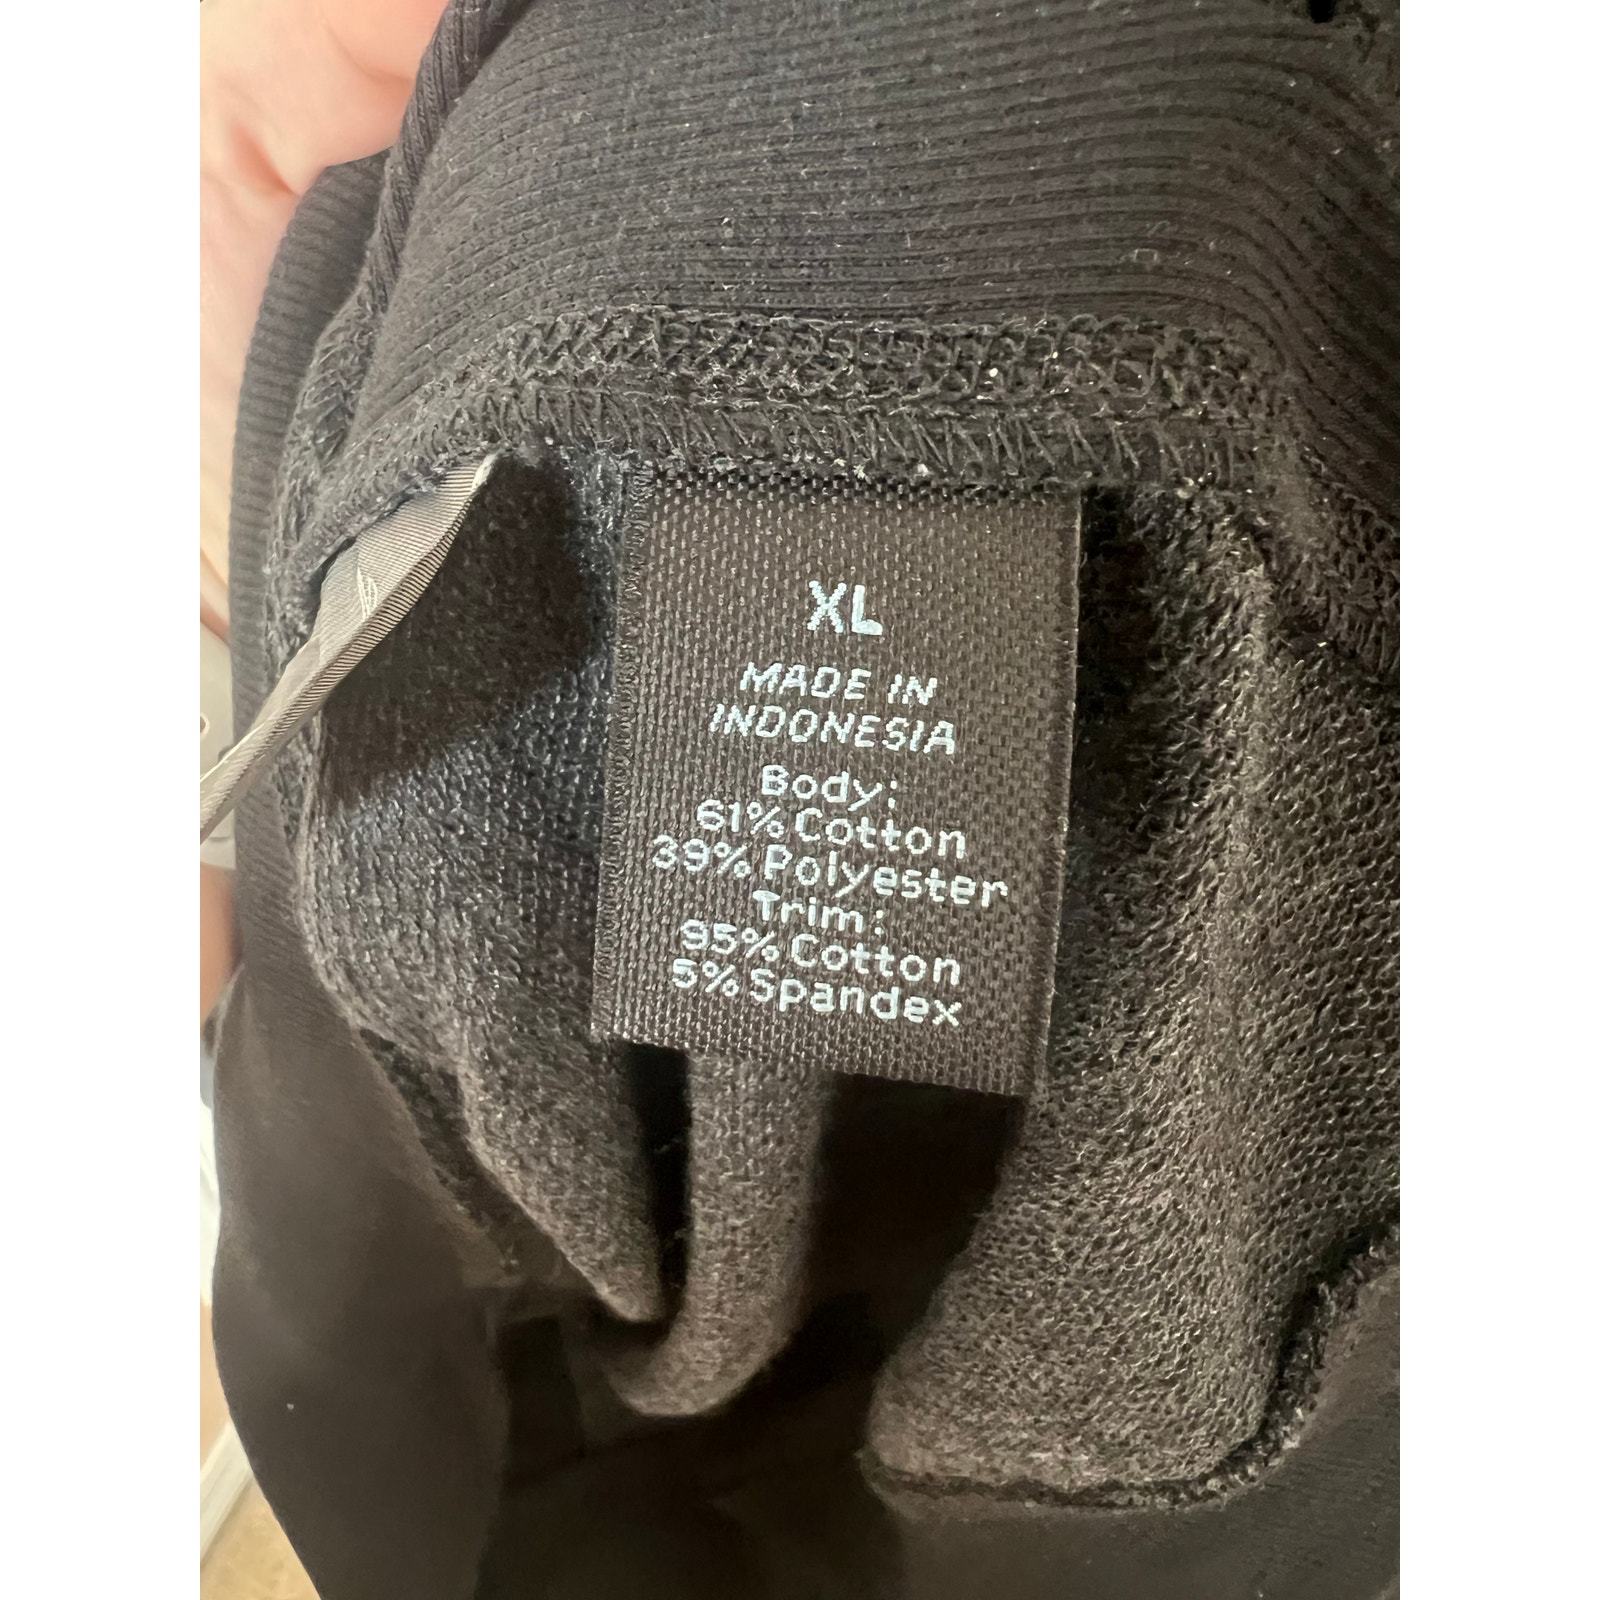 XL
MADE IN
INDONESIA
Body:
61% Cotton
39% Polyester
Trim:
95% Cotton
5% Spandex